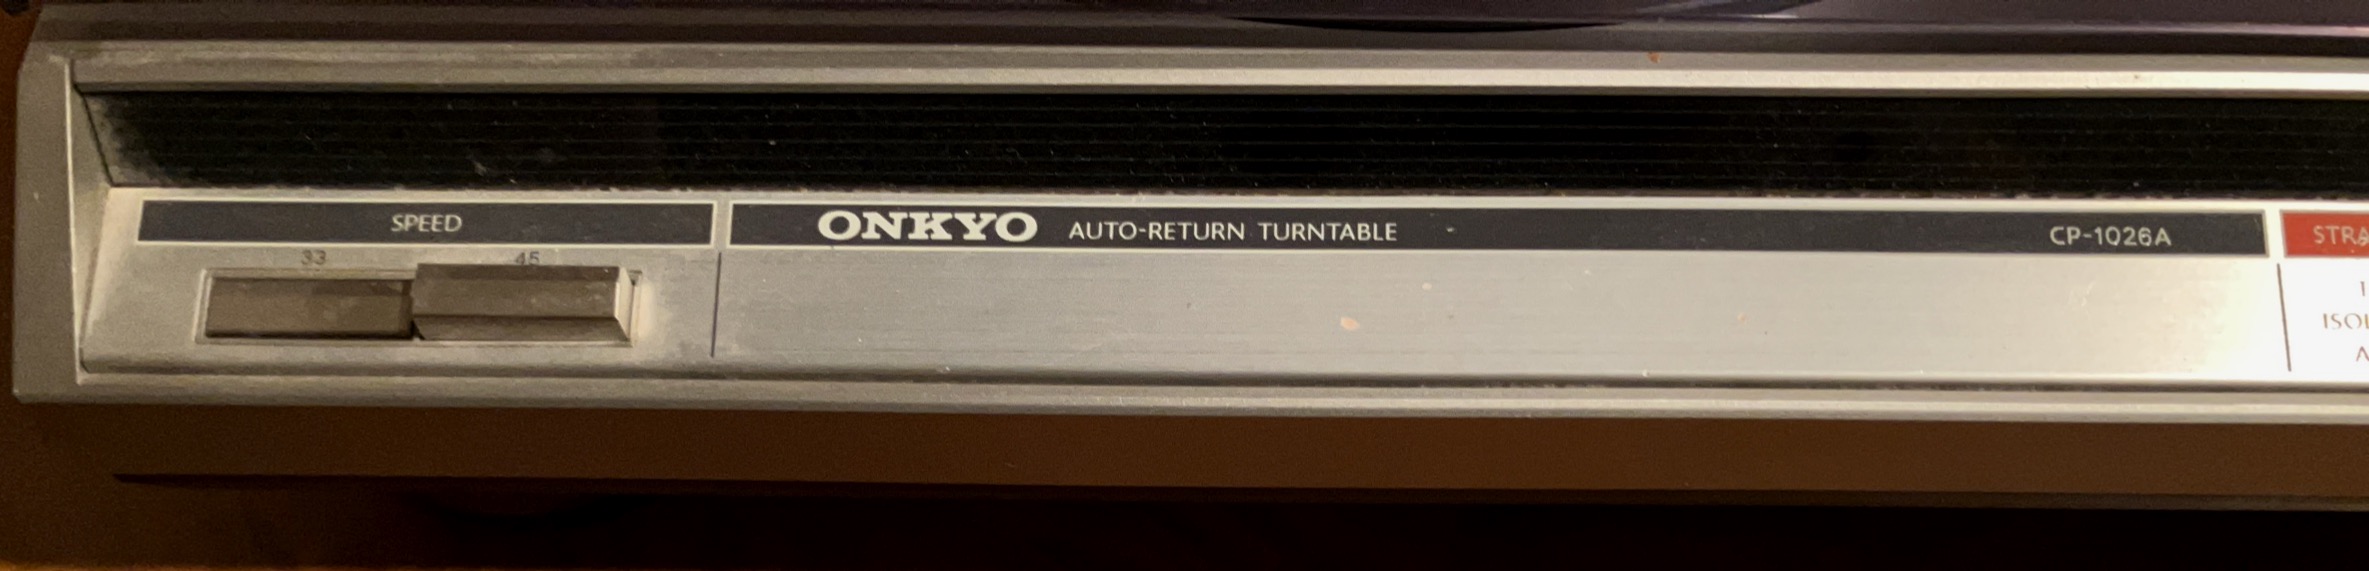 SPEED
33 45
ONKYO AUTO-RETURN TURNTABLE CP-1026A